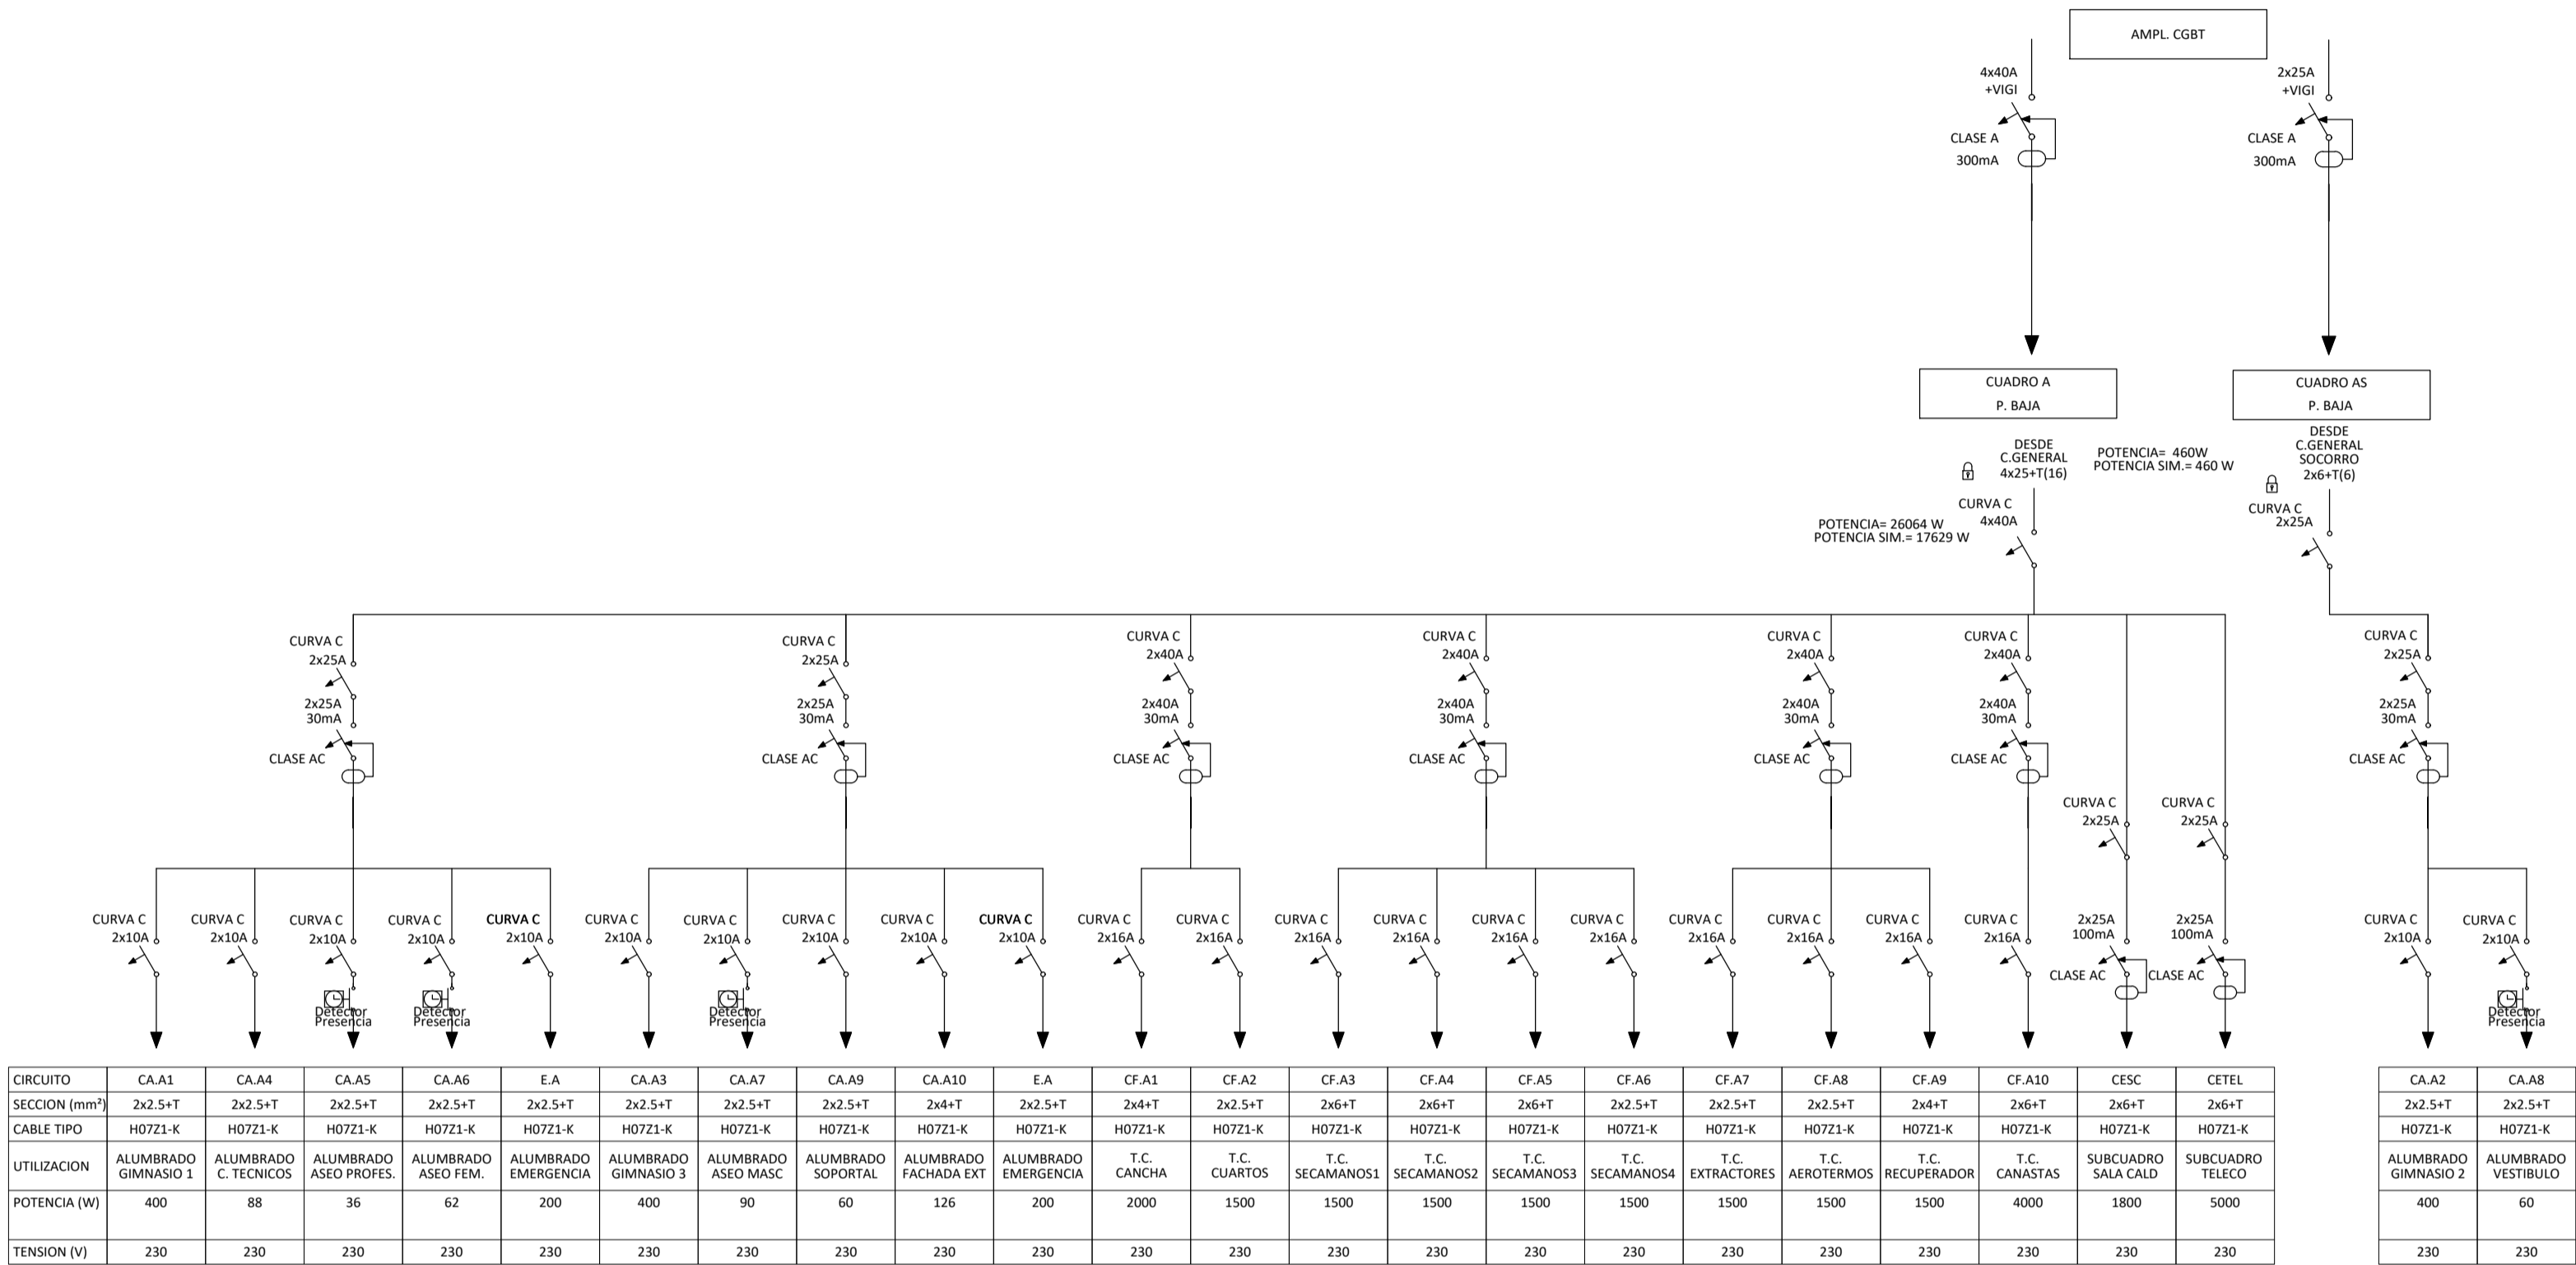 AMPL. CGBT
4x40A
+VIGI
CLASE A
300mA
2x25A
+VIGI
CLASE A
300mA
CUADRO A
P. BAJA
CUADRO AS
P. BAJA
DESDE
C.GENERAL
4x25+T(16)
POTENCIA= 460W
POTENCIA SIM.= 460 W
DESDE
C.GENERAL
SOCORRO
2x6+T(6)
CURVA C
4x40A
POTENCIA= 26064 W
POTENCIA SIM.= 17629 W
CURVA C
2x25A
CURVA C
2x25A
2x25A
30mA
CLASE AC
CURVA C
2x25A
2x25A
30mA
CLASE AC
CURVA C
2x40A
2x40A
30mA
CLASE AC
CURVA C
2x40A
2x40A
30mA
CLASE AC
CURVA C
2x40A
2x40A
30mA
CLASE AC
CURVA C
2x40A
2x40A
30mA
CLASE AC
CURVA C
2x25A
CURVA C
2x25A
CURVA C
2x25A
2x25A
30mA
CLASE AC
CURVA C
2x10A
CURVA C
2x10A
CURVA C
2x10A
Detector
Presencia
CURVA C
2x10A
Detector
Presencia
CURVA C
2x10A
CURVA C
2x10A
CURVA C
2x10A
Detector
Presencia
CURVA C
2x10A
CURVA C
2x10A
CURVA C
2x10A
CURVA C
2x16A
CURVA C
2x16A
CURVA C
2x16A
CURVA C
2x16A
CURVA C
2x16A
CURVA C
2x16A
CURVA C
2x16A
CURVA C
2x16A
CURVA C
2x16A
CURVA C
2x16A
2x25A
100mA
CLASE AC
2x25A
100mA
CLASE AC
CURVA C
2x10A
CURVA C
2x10A
Detector
Presencia
CIRCUITO CA.A1 CA.A4 CA.A5 CA.A6 E.A CA.A3 CA.A7 CA.A9 CA.A10 E.A CF.A1 CF.A2 CF.A3 CF.A4 CF.A5 CF.A6 CF.A7 CF.A8 CF.A9 CF.A10 CESC CETEL CA.A2 CA.A8
SECCION (mm²) 2x2.5+T 2x2.5+T 2x2.5+T 2x2.5+T 2x2.5+T 2x2.5+T 2x2.5+T 2x2.5+T 2x4+T 2x2.5+T 2x4+T 2x2.5+T 2x6+T 2x6+T 2x6+T 2x2.5+T 2x2.5+T 2x2.5+T 2x4+T 2x6+T 2x6+T 2x6+T 2x2.5+T 2x2.5+T
CABLE TIPO H07Z1-K H07Z1-K H07Z1-K H07Z1-K H07Z1-K H07Z1-K H07Z1-K H07Z1-K H07Z1-K H07Z1-K H07Z1-K H07Z1-K H07Z1-K H07Z1-K H07Z1-K H07Z1-K H07Z1-K H07Z1-K H07Z1-K H07Z1-K H07Z1-K H07Z1-K H07Z1-K H07Z1-K
UTILIZACION
ALUMBRADO ALUMBRADO ALUMBRADO ALUMBRADO ALUMBRADO ALUMBRADO ALUMBRADO ALUMBRADO ALUMBRADO ALUMBRADO T.C. T.C. T.C. T.C. T.C. T.C. T.C. T.C. T.C. T.C. SUBCUADRO SUBCUADRO ALUMBRADO ALUMBRADO
GIMNASIO 1 C. TECNICOS ASEO PROFES. ASEO FEM. EMERGENCIA GIMNASIO 3 ASEO MASC SOPORTAL FACHADA EXT EMERGENCIA CANCHA CUARTOS SECAMANOS1 SECAMANOS2 SECAMANOS3 SECAMANOS4 EXTRACTORES AEROTERMOS RECUPERADOR CANASTAS SALA CALD TELECO GIMNASIO 2 VESTIBULO
POTENCIA (W) 400 88 36 62 200 400 90 60 126 200 2000 1500 1500 1500 1500 1500 1500 1500 1500 4000 1800 5000 400 60
TENSION (V) 230 230 230 230 230 230 230 230 230 230 230 230 230 230 230 230 230 230 230 230 230 230 230 230